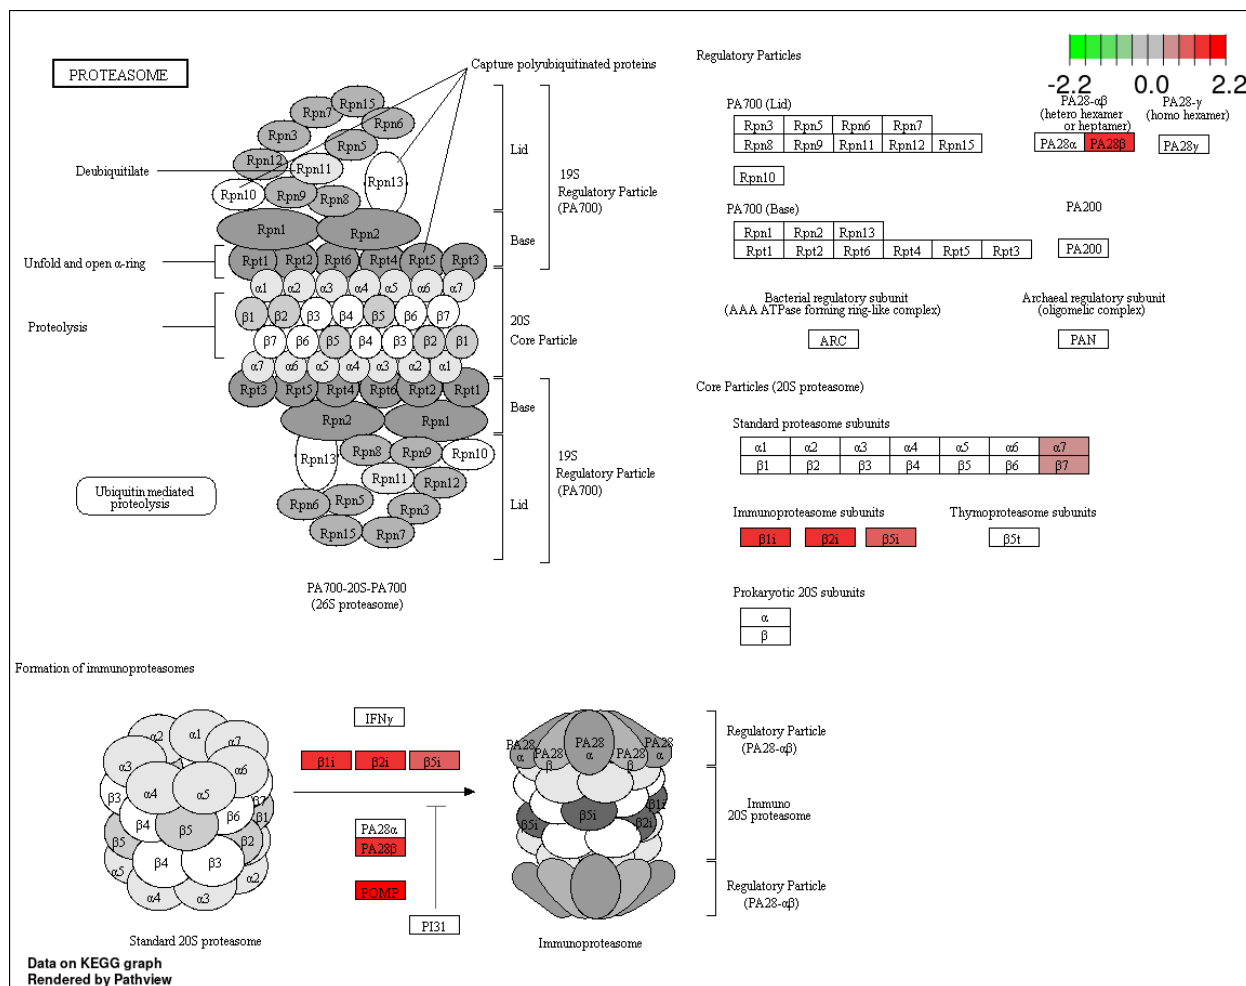 PROTEASOME
Capture polyubiquitinated proteins
Rpn15
Rpn7
Rpn6
Rpn3
Rpn5
Rpn12
Rpn11
Deubiquitilate
Rpn13
Rpn10
Rpn9
Rpn8
Lid
19S
Regulatory Particle
(PA700)
Rpn1
Rpn2
Base
Unfold and open α-ring
Rpt1 Rpt2 Rpt6 Rpt4 Rpt5 Rpt3
α1 α2 α3 α4 α5 α6 α7
Proteolysis
β1 β2 β3 β4 β5 β6 β7
20S
Core Particle
β7 β6 β5 β4 β3 β2 β1
α7 α6 α5 α4 α3 α2 α1
Rpt3 Rpt5 Rpt4 Rpt6 Rpt2 Rpt1
Base
Rpn2
Rpn1
Rpn13
Rpn8
Rpn9
Rpn10
19S
Regulatory Particle
(PA700)
Rpn11
Rpn12
Ubiquitin mediated
proteolysis
Rpn6
Rpn5
Rpn3
Lid
Rpn15
Rpn7
PA700-20S-PA700
(26S proteasome)
Regulatory Particles
-2.2 0.0 2.2
PA700 (Lid)
Rpn3 Rpn5 Rpn6 Rpn7
Rpn8 Rpn9 Rpn11 Rpn12 Rpn15
Rpn10
PA28-αβ
(hetero hexamer
or heptamer)
PA28α PA28β
PA28-γ
(homo hexamer)
PA28γ
PA700 (Base)
Rpn1 Rpn2 Rpn13
Rpt1 Rpt2 Rpt6 Rpt4 Rpt5 Rpt3
PA200
PA200
Bacterial regulatory subunit
(AAA ATPase forming ring-like complex)
ARC
Archaeal regulatory subunit
(oligomelic complex)
PAN
Core Particles (20S proteasome)
Standard proteasome subunits
α1 α2 α3 α4 α5 α6 α7
β1 β2 β3 β4 β5 β6 β7
Immunoproteasome subunits
β1i β2i β5i
Thymoproteasome subunits
β5t
Prokaryotic 20S subunits
α
β
Formation of immunoproteasomes
α2 α1 α7
α3 α6
α4 α5
β3 β7
β4 β6 β1
β5 β5 β2
β4 β3
α5 α2
α4 α3
Standard 20S proteasome
IFNγ
β1i β2i β5i
PA28α
PA28β
POMP
PI31
PA28 α
PA28 β
PA28 α
PA28 β
PA28 α
β1i
β5i β5i β2i
Immunoproteasome
Regulatory Particle
(PA28-αβ)
Immuno
20S proteasome
Regulatory Particle
(PA28-αβ)
Data on KEGG graph
Rendered by Pathview